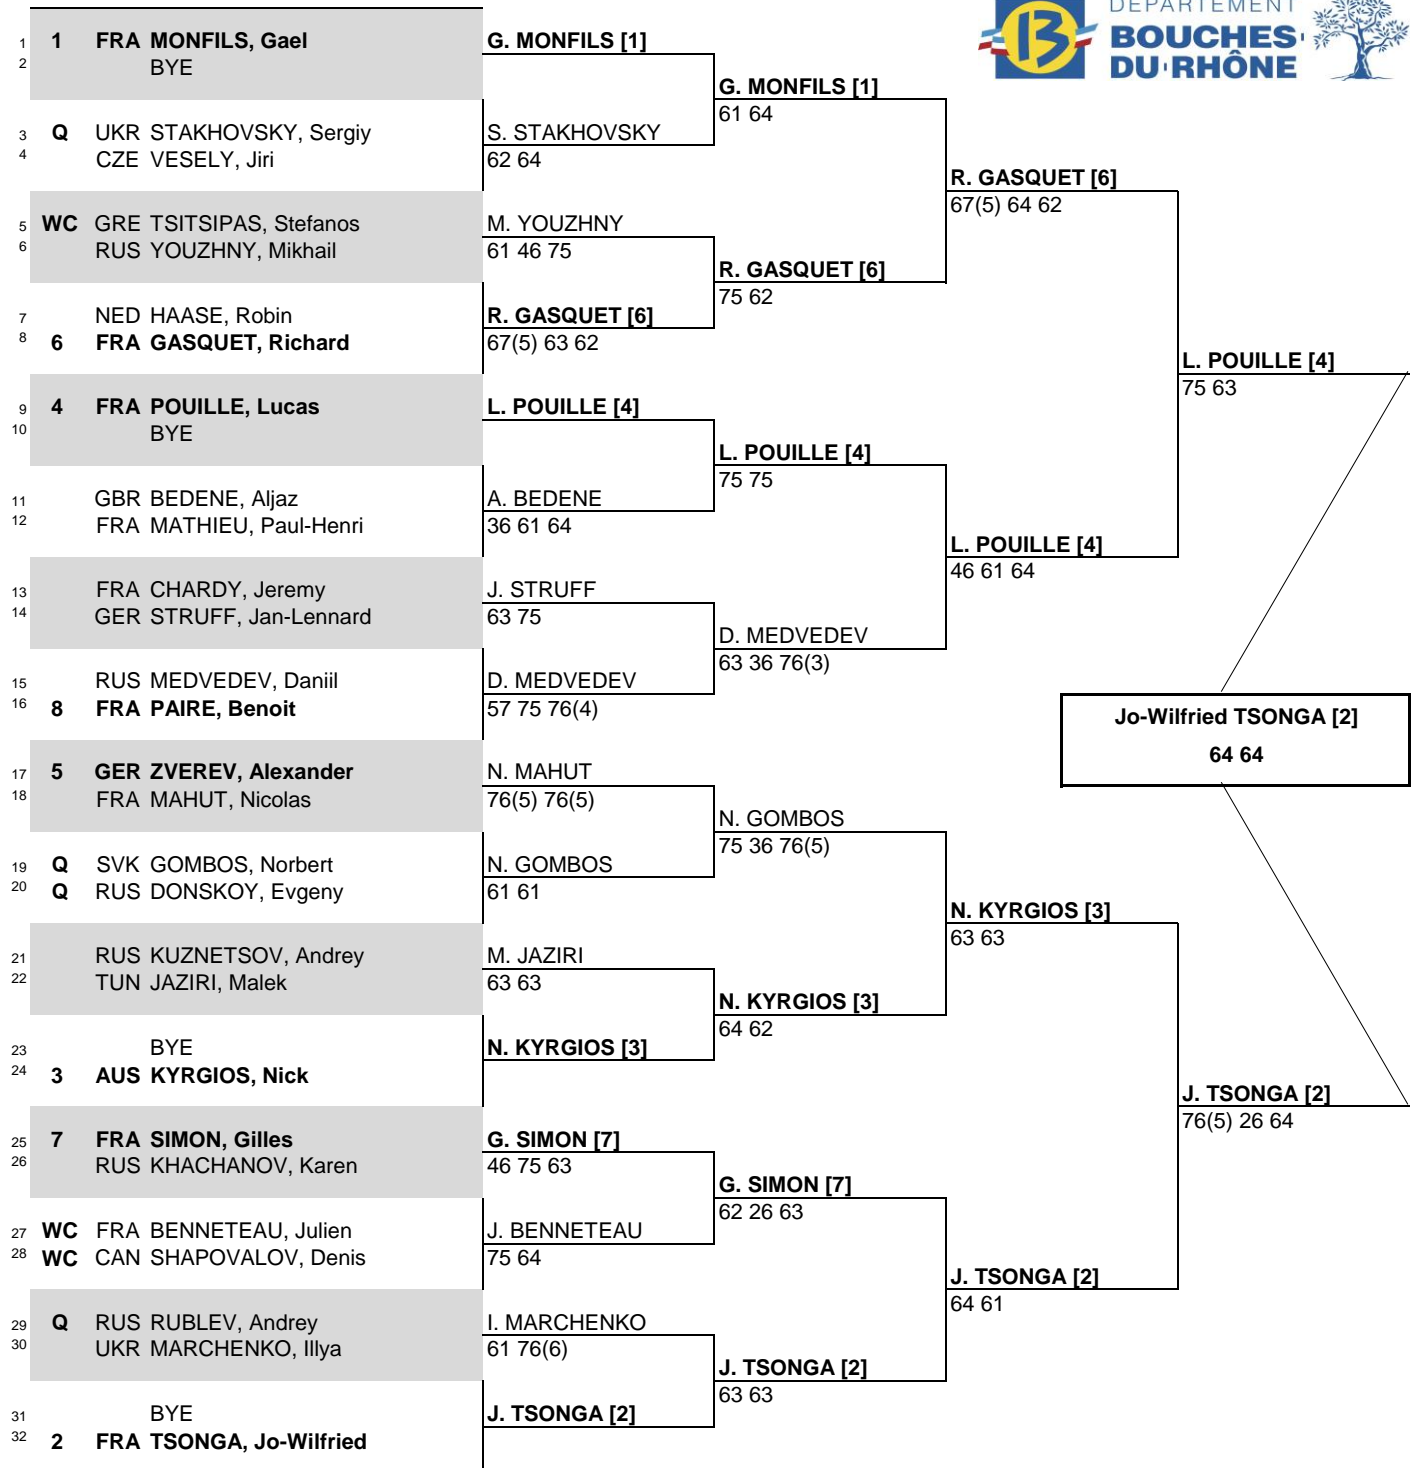 DÉPARTEMENT
BOUCHES·
DU·RHÔNE
13
1 1 FRA MONFILS, Gael
2 BYE
3 Q UKR STAKHOVSKY, Sergiy
4 CZE VESELY, Jiri
5 WC GRE TSITSIPAS, Stefanos
6 RUS YOUZHNY, Mikhail
7 NED HAASE, Robin
8 6 FRA GASQUET, Richard
9 4 FRA POUILLE, Lucas
10 BYE
11 GBR BEDENE, Aljaz
12 FRA MATHIEU, Paul-Henri
13 FRA CHARDY, Jeremy
14 GER STRUFF, Jan-Lennard
15 RUS MEDVEDEV, Daniil
16 8 FRA PAIRE, Benoit
17 5 GER ZVEREV, Alexander
18 FRA MAHUT, Nicolas
19 Q SVK GOMBOS, Norbert
20 Q RUS DONSKOY, Evgeny
21 RUS KUZNETSOV, Andrey
22 TUN JAZIRI, Malek
23 BYE
24 3 AUS KYRGIOS, Nick
25 7 FRA SIMON, Gilles
26 RUS KHACHANOV, Karen
27 WC FRA BENNETEAU, Julien
28 WC CAN SHAPOVALOV, Denis
29 Q RUS RUBLEV, Andrey
30 UKR MARCHENKO, Illya
31 BYE
32 2 FRA TSONGA, Jo-Wilfried
G. MONFILS [1]
S. STAKHOVSKY
62 64
M. YOUZHNY
61 46 75
R. GASQUET [6]
67(5) 63 62
L. POUILLE [4]
A. BEDENE
36 61 64
J. STRUFF
63 75
D. MEDVEDEV
57 75 76(4)
N. MAHUT
76(5) 76(5)
N. GOMBOS
61 61
M. JAZIRI
63 63
N. KYRGIOS [3]
G. SIMON [7]
46 75 63
J. BENNETEAU
75 64
I. MARCHENKO
61 76(6)
J. TSONGA [2]
G. MONFILS [1]
61 64
R. GASQUET [6]
75 62
L. POUILLE [4]
75 75
D. MEDVEDEV
63 36 76(3)
N. GOMBOS
75 36 76(5)
N. KYRGIOS [3]
64 62
G. SIMON [7]
62 26 63
J. TSONGA [2]
63 63
R. GASQUET [6]
67(5) 64 62
L. POUILLE [4]
46 61 64
N. KYRGIOS [3]
63 63
J. TSONGA [2]
64 61
L. POUILLE [4]
75 63
J. TSONGA [2]
76(5) 26 64
Jo-Wilfried TSONGA [2]
64 64